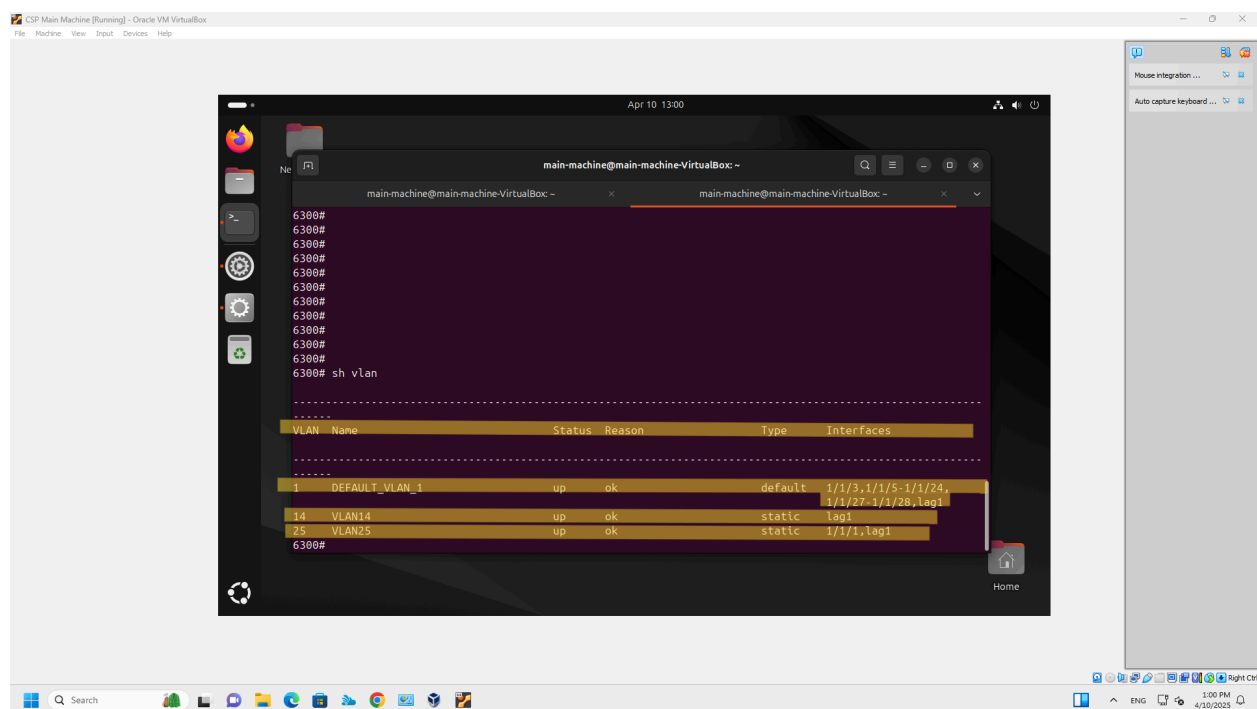 CSP Main Machine [Running] - Oracle VM VirtualBox
File Machine View Input Devices Help
Mouse integration ...
Auto capture keyboard ...
Apr 10 13:00
Ne
main-machine@main-machine-VirtualBox: ~
main-machine@main-machine-VirtualBox: ~
main-machine@main-machine-VirtualBox: ~
6300#
6300#
6300#
6300#
6300#
6300#
6300#
6300#
6300#
6300#
6300#
6300# sh vlan
--------------------------------------------------------------------------------------------------------
------
VLAN Name Status Reason Type Interfaces
--------------------------------------------------------------------------------------------------------
------
1 DEFAULT_VLAN_1 up ok default 1/1/3,1/1/5-1/1/24,
1/1/27-1/1/28,lag1
14 VLAN14 up ok static lag1
25 VLAN25 up ok static 1/1/1,lag1
6300#
Home
Right Ctrl
Search
ENG
1:00 PM
4/10/2025